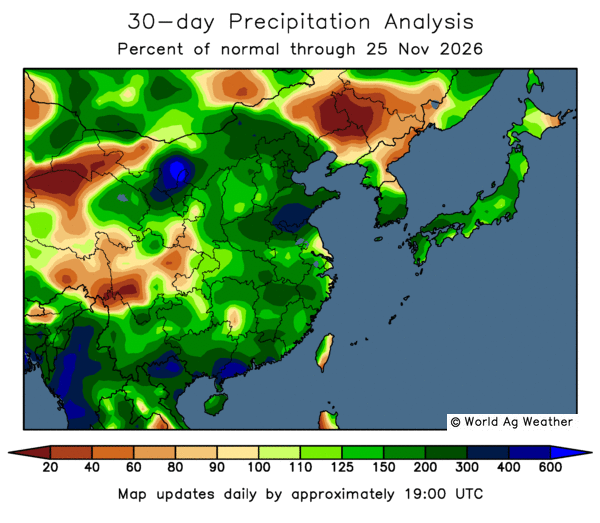 30-day Precipitation Analysis
Percent of normal through 25 Nov 2026
© World Ag Weather
20 40 60 80 90 100 110 125 150 200 300 400 600
Map updates daily by approximately 19:00 UTC